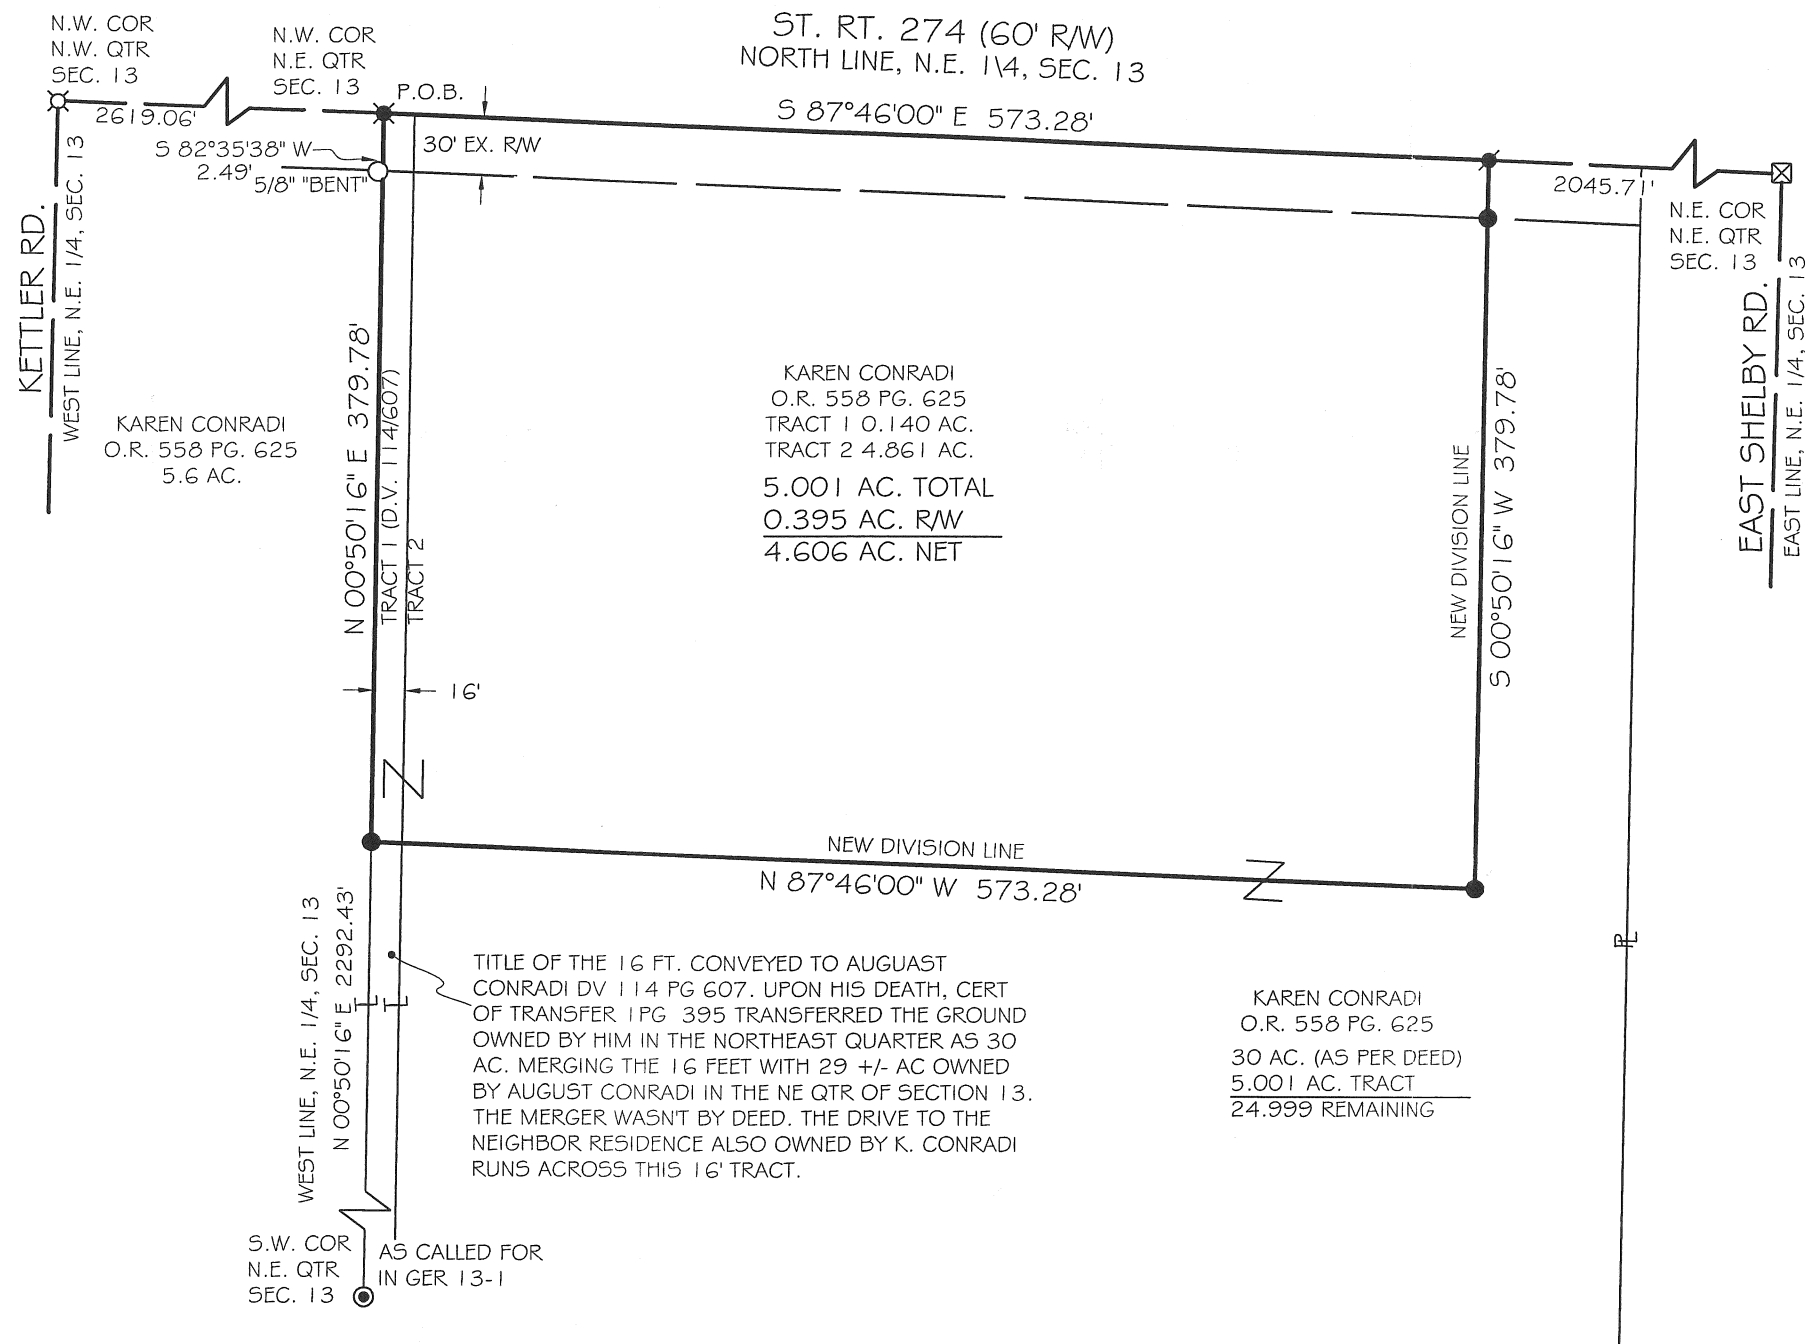 ST. RT. 274 (60' R/W)
NORTH LINE, N.E. 1\4, SEC. 13
S 87°46'00" E 573.28'
N.W. COR
N.W. QTR
SEC. 13
N.W. COR
N.E. QTR
SEC. 13
P.O.B.
2619.06'
S 82°35'38" W
2.49'
5/8" "BENT"
30' EX. R/W
2045.71'
N.E. COR
N.E. QTR
SEC. 13
KETTLER RD.
WEST LINE, N.E. 1/4, SEC. 13
KAREN CONRADI
O.R. 558 PG. 625
5.6 AC.
N 00°50'16" E 379.78'
TRACT 1 (D.V. 114/607)
TRACT 2
KAREN CONRADI
O.R. 558 PG. 625
TRACT 1 0.140 AC.
TRACT 2 4.861 AC.
5.001 AC. TOTAL
0.395 AC. R/W
4.606 AC. NET
NEW DIVISION LINE
S 00°50'16" W 379.78'
EAST SHELBY RD.
EAST LINE, N.E. 1/4, SEC. 13
16'
Z
NEW DIVISION LINE
N 87°46'00" W 573.28'
Z
WEST LINE, N.E. 1/4, SEC. 13
N 00°50'16" E 2292.43'
TITLE OF THE 16 FT. CONVEYED TO AUGUAST
CONRADI DV 114 PG 607. UPON HIS DEATH, CERT
OF TRANSFER 1PG 395 TRANSFERRED THE GROUND
OWNED BY HIM IN THE NORTHEAST QUARTER AS 30
AC. MERGING THE 16 FEET WITH 29 +/- AC OWNED
BY AUGUST CONRADI IN THE NE QTR OF SECTION 13.
THE MERGER WASN'T BY DEED. THE DRIVE TO THE
NEIGHBOR RESIDENCE ALSO OWNED BY K. CONRADI
RUNS ACROSS THIS 16' TRACT.
KAREN CONRADI
O.R. 558 PG. 625
30 AC. (AS PER DEED)
5.001 AC. TRACT
24.999 REMAINING
PL
S.W. COR
N.E. QTR
SEC. 13
AS CALLED FOR
IN GER 13-1